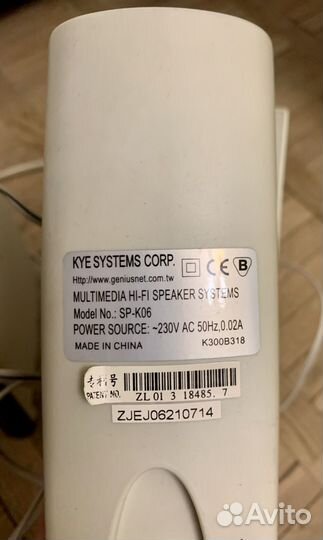 KYE SYSTEMS CORP.
Http://www.geniusnet.com.tw
MULTIMEDIA HI-FI SPEAKER SYSTEMS
Model No.: SP-K06
POWER SOURCE: ~230V AC 50Hz,0.02A
MADE IN CHINA K300B318
专利号
PATENT. NO. ZL 01 3 18485. 7
ZJEJ06210714
Avito